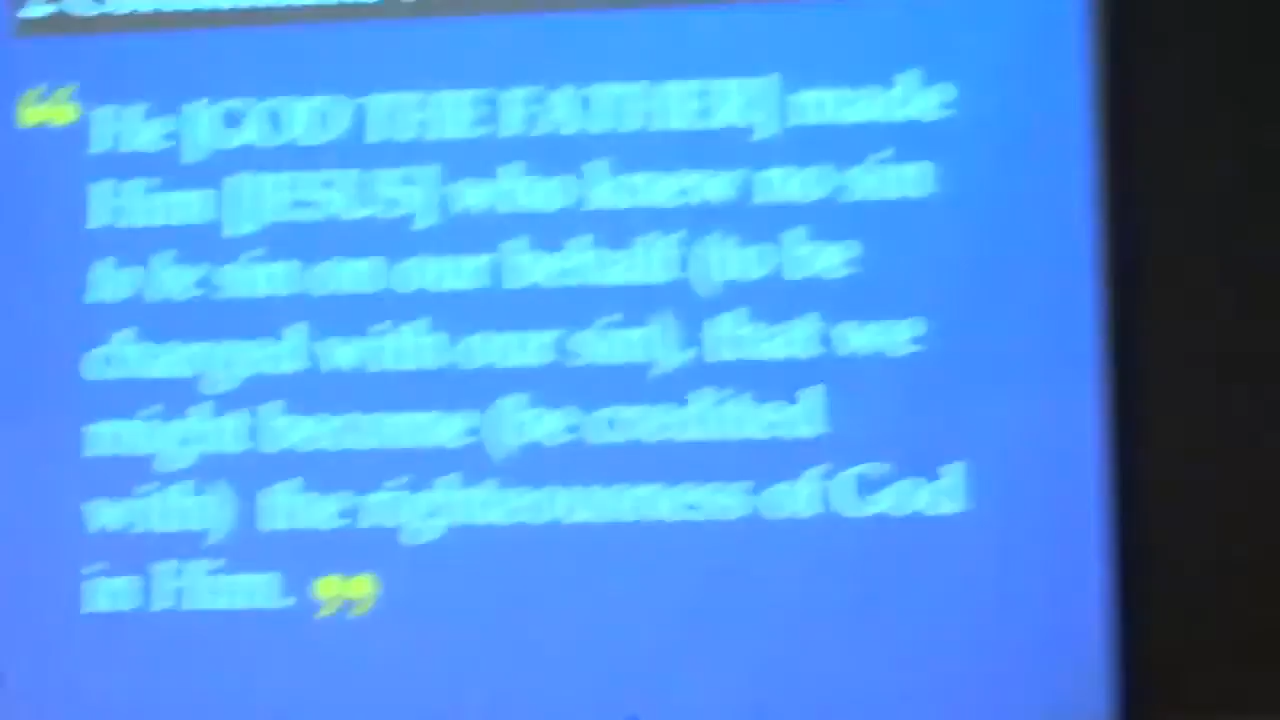 “ He [GOD THE FATHER] made
Him [JESUS] who knew no sin
to be sin on our behalf (to be
charged with our sin), that we
might become (be credited
with) the righteousness of God
in Him. ”